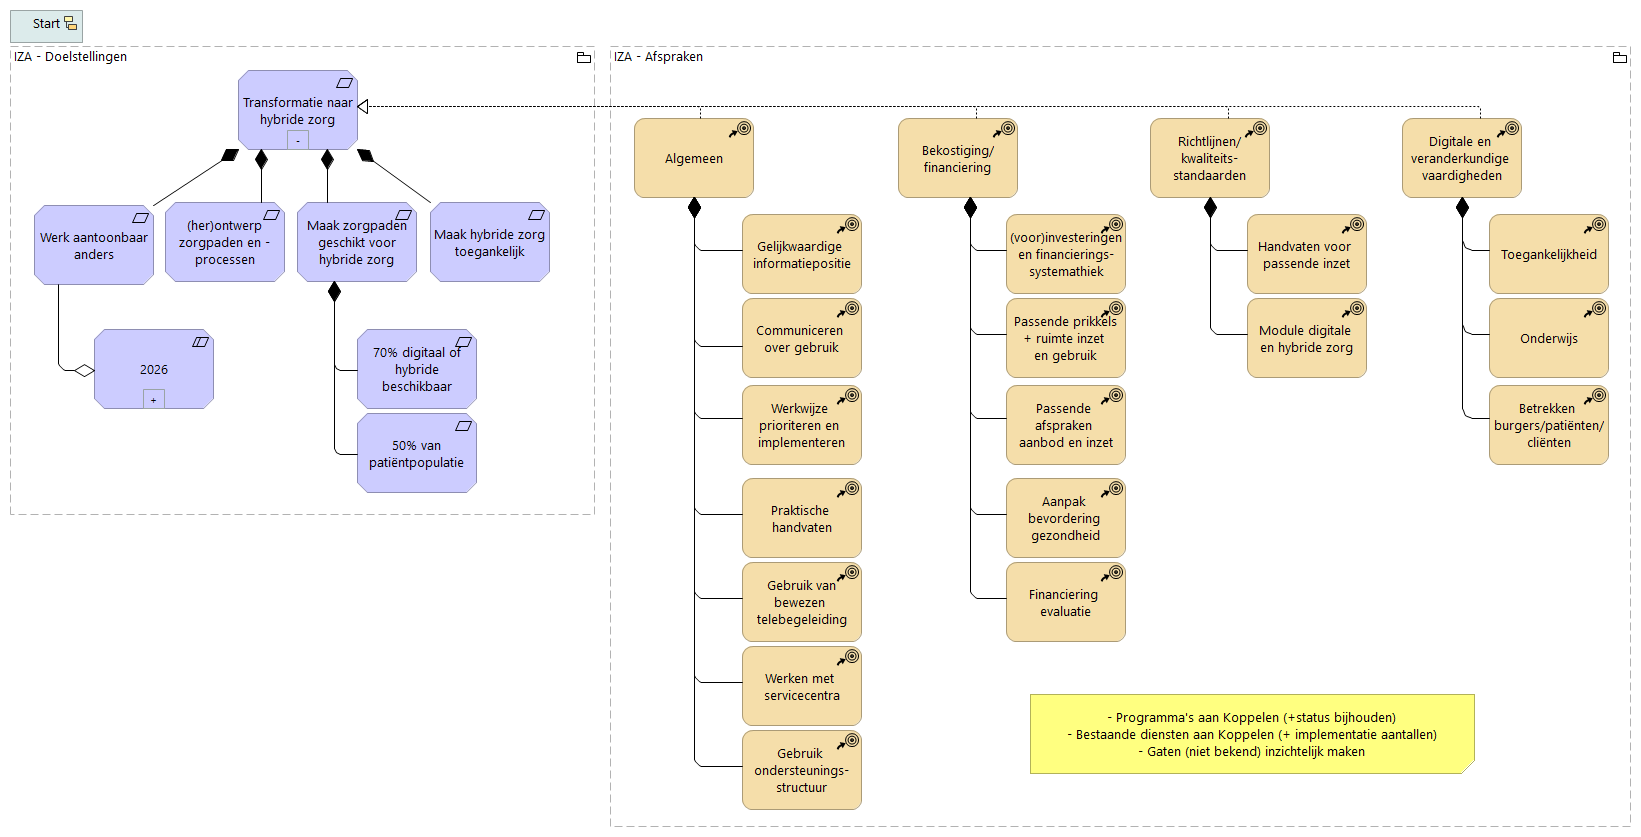 Start
IZA - Doelstellingen
Transformatie naar
hybride zorg
-
Werk aantoonbaar
anders
(her)ontwerp
zorgpaden en -
processen
Maak zorgpaden
geschikt voor
hybride zorg
Maak hybride zorg
toegankelijk
2026
+
70% digitaal of
hybride
beschikbaar
50% van
patiëntpopulatie
IZA - Afspraken
Algemeen
Gelijkwaardige
informatiepositie
Communiceren
over gebruik
Werkwijze
prioriteren en
implementeren
Praktische
handvaten
Gebruik van
bewezen
telebegeleiding
Werken met
servicecentra
Gebruik
ondersteunings-
structuur
Bekostiging/
financiering
(voor)investeringen
en financierings-
systemathiek
Passende prikkels
+ ruimte inzet
en gebruik
Passende
afspraken
aanbod en inzet
Aanpak
bevordering
gezondheid
Financiering
evaluatie
Richtlijnen/
kwaliteits-
standaarden
Handvaten voor
passende inzet
Module digitale
en hybride zorg
Digitale en
veranderkundige
vaardigheden
Toegankelijkheid
Onderwijs
Betrekken
burgers/patiënten/
cliënten
- Programma's aan Koppelen (+status bijhouden)
- Bestaande diensten aan Koppelen (+ implementatie aantallen)
- Gaten (niet bekend) inzichtelijk maken